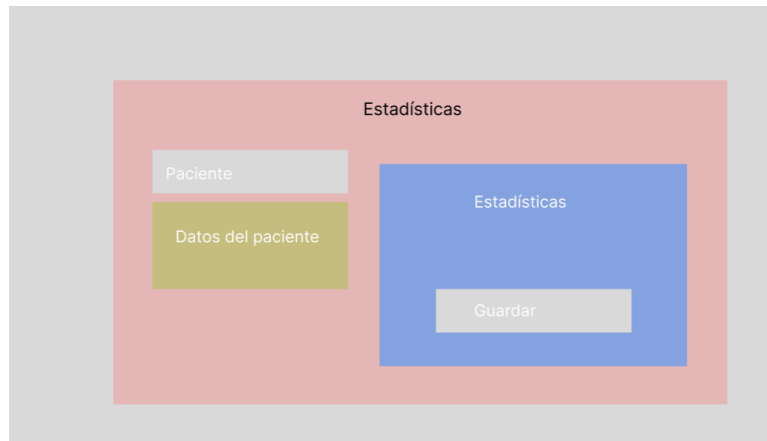 Estadísticas
Paciente
Datos del paciente
Estadísticas
Guardar